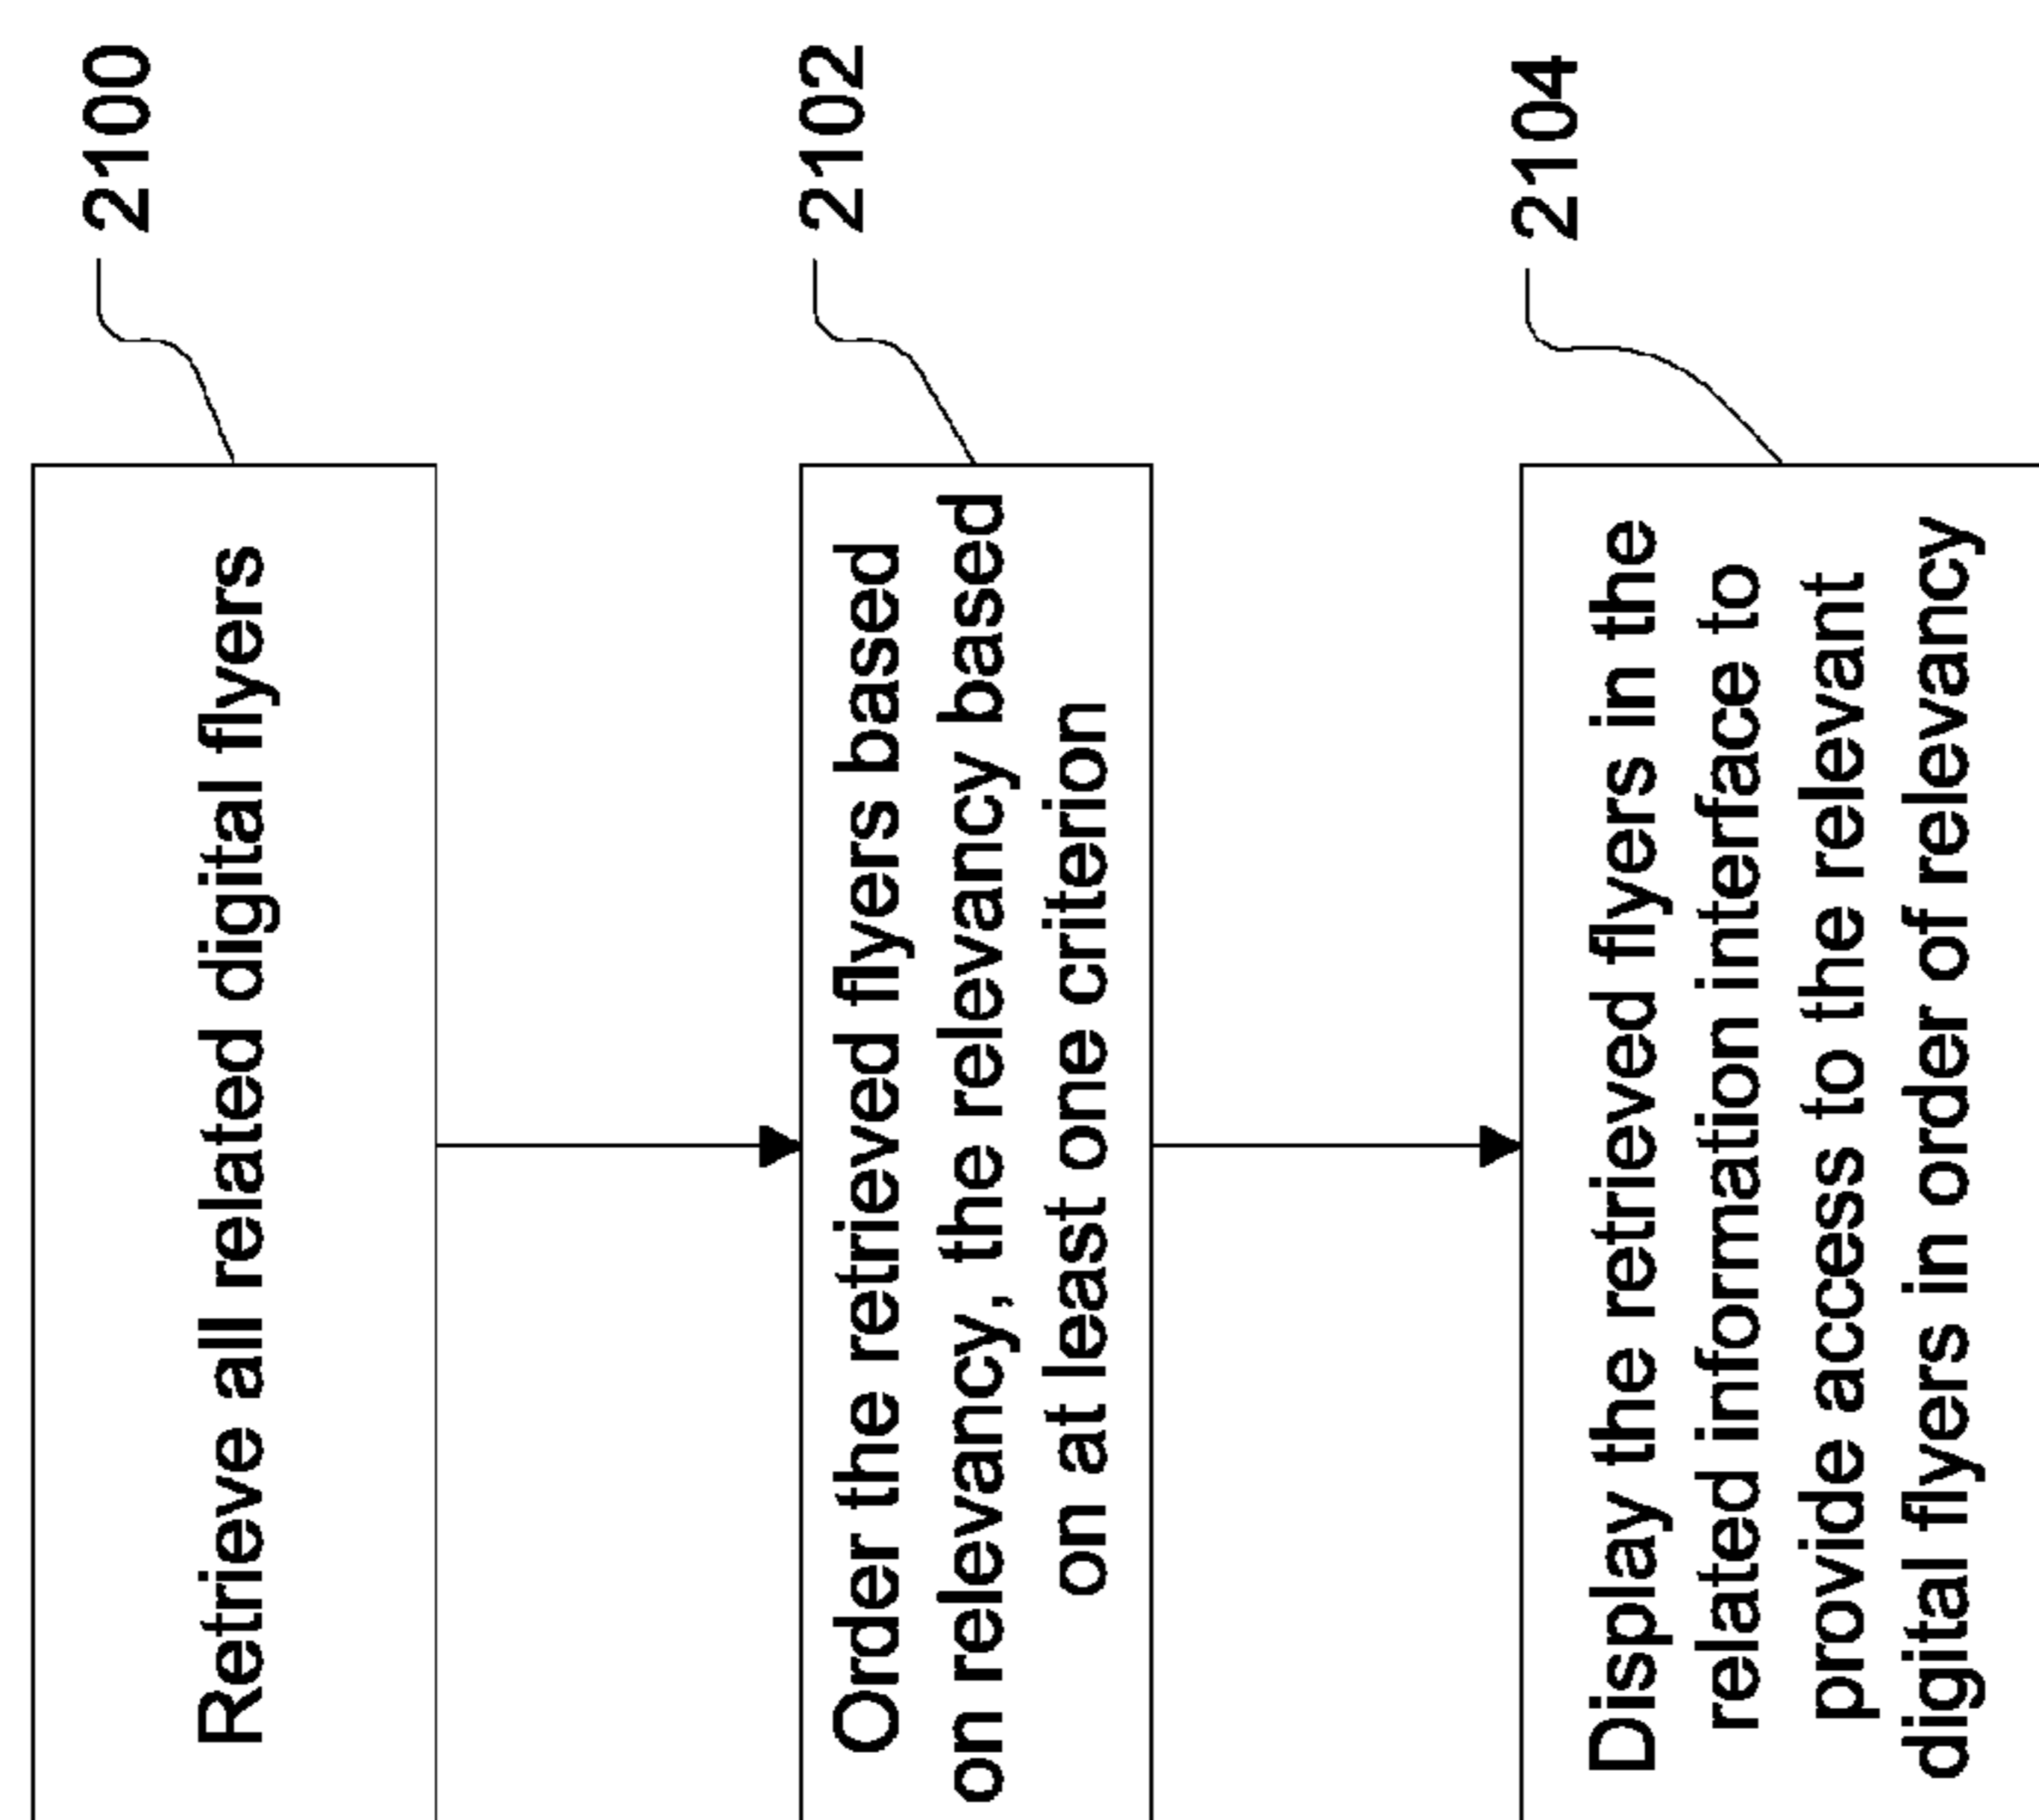 Retrieve all related digital flyers
2100
Order the retrieved flyers based
on relevancy, the relevancy based
on at least one criterion
2102
Display the retrieved flyers in the
related information interface to
provide access to the relevant
digital flyers in order of relevancy
2104